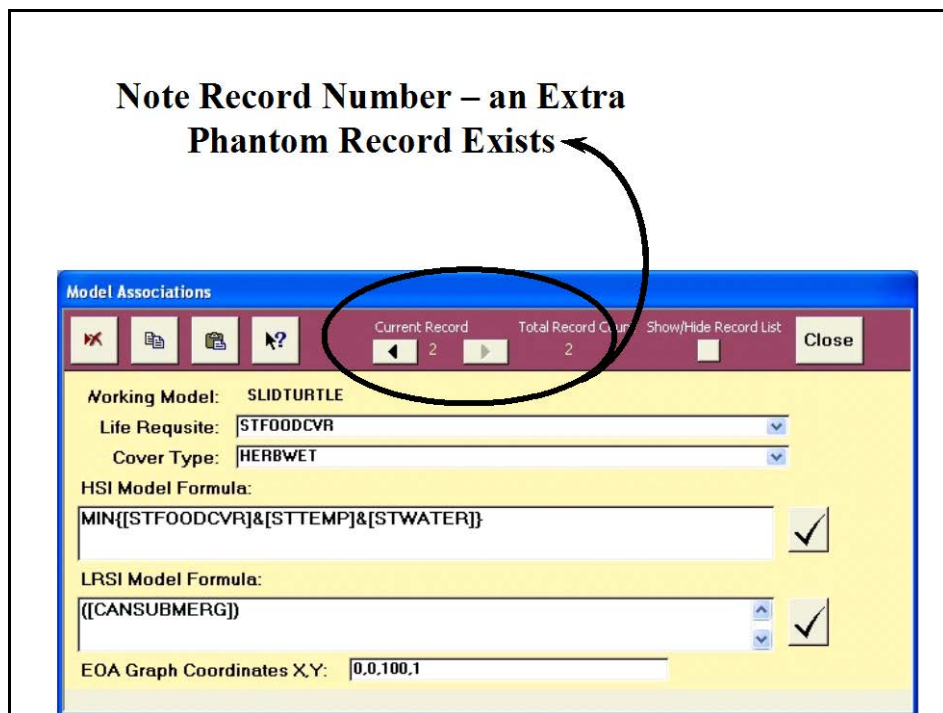 Note Record Number – an Extra
Phantom Record Exists
Model Associations
Current Record
Total Record Coun
Show/Hide Record List
2
2
Close
Working Model: SLIDTURTLE
Life Requsite: STFOODCVR
Cover Type: HERBWET
HSI Model Formula:
MIN{[STFOODCVR]&[STTEMP]&[STWATER]}
LRSI Model Formula:
([CANSUBMERG])
EOA Graph Coordinates X,Y: 0,0,100,1